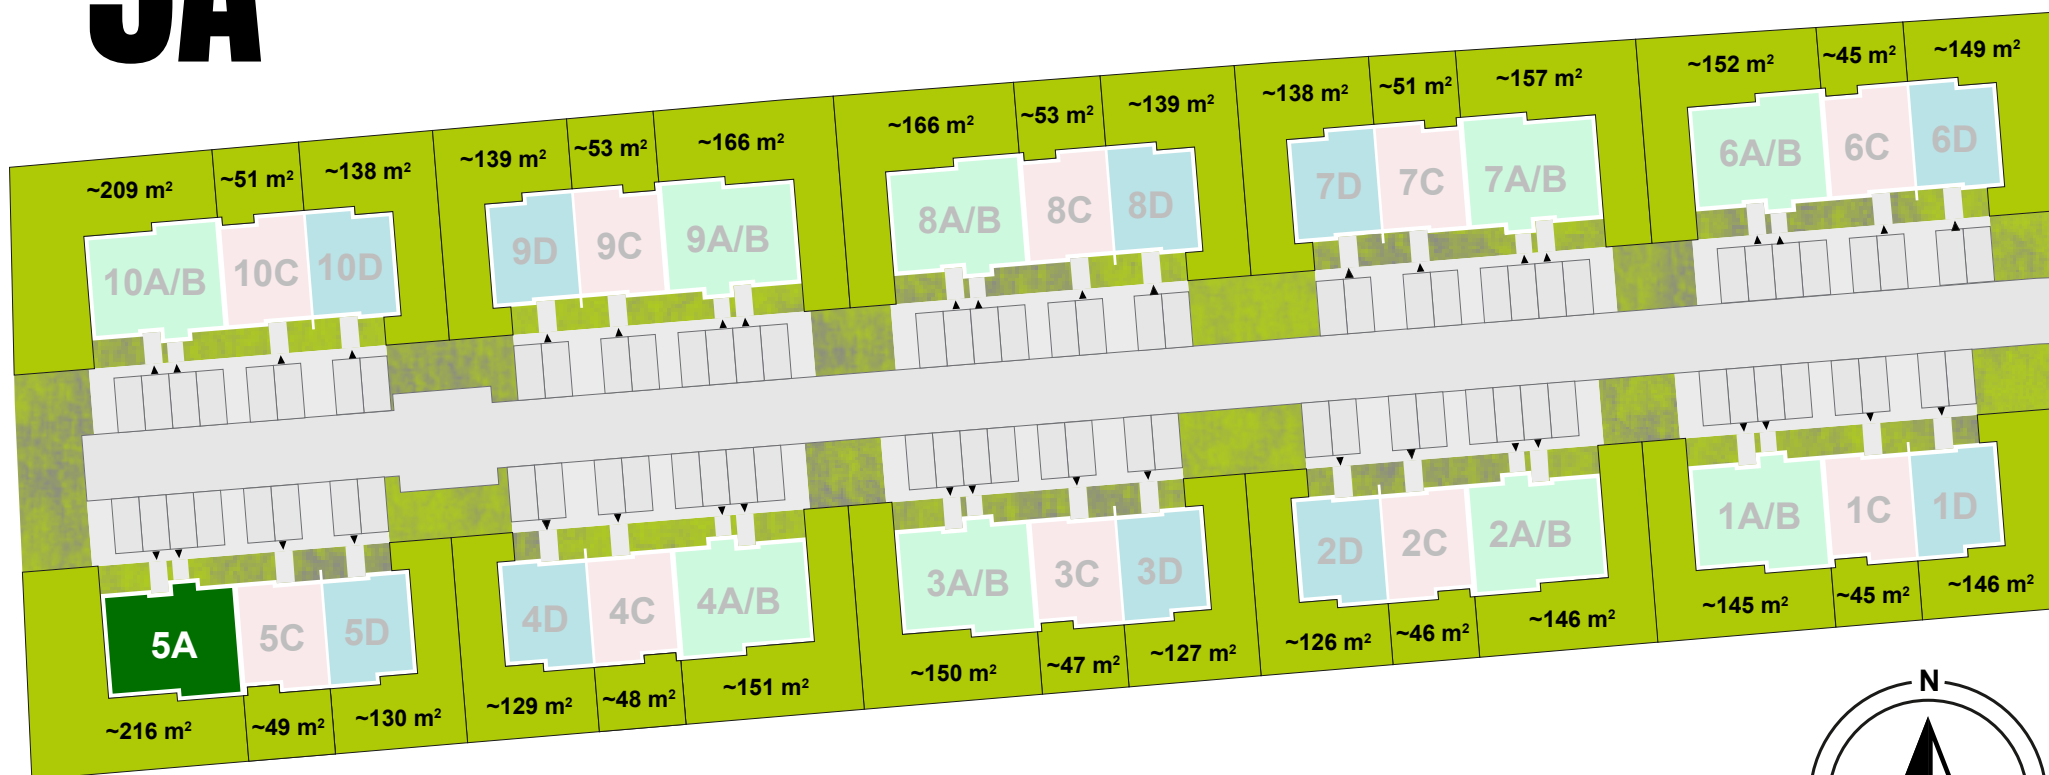 5A
~209 m²
~51 m²
~138 m²
~139 m²
~53 m²
~166 m²
~166 m²
~53 m²
~139 m²
~138 m²
~51 m²
~157 m²
~152 m²
~45 m²
~149 m²
10A/B
10C
10D
9D
9C
9A/B
8A/B
8C
8D
7D
7C
7A/B
6A/B
6C
6D
5A
5C
5D
4D
4C
4A/B
3A/B
3C
3D
2D
2C
2A/B
1A/B
1C
1D
~216 m²
~49 m²
~130 m²
~129 m²
~48 m²
~151 m²
~150 m²
~47 m²
~127 m²
~126 m²
~46 m²
~146 m²
~145 m²
~45 m²
~146 m²
N